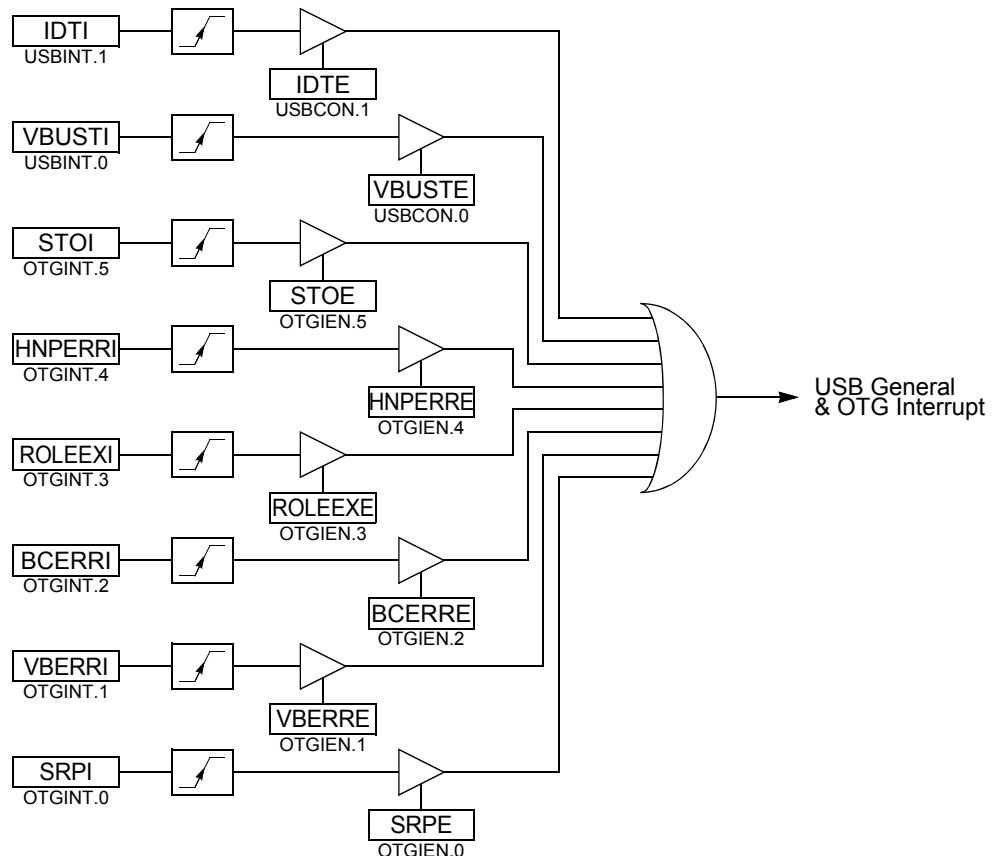 IDTI
USBINT.1
IDTE
USBCON.1
VBUSTI
USBINT.0
VBUSTE
USBCON.0
STOI
OTGINT.5
STOE
OTGIEN.5
HNPERRI
OTGINT.4
HNPERRE
OTGIEN.4
USB General
& OTG Interrupt
ROLEEXI
OTGINT.3
ROLEEXE
OTGIEN.3
BCERRI
OTGINT.2
BCERRE
OTGIEN.2
VBERRI
OTGINT.1
VBERRE
OTGIEN.1
SRPI
OTGINT.0
SRPE
OTGIEN.0